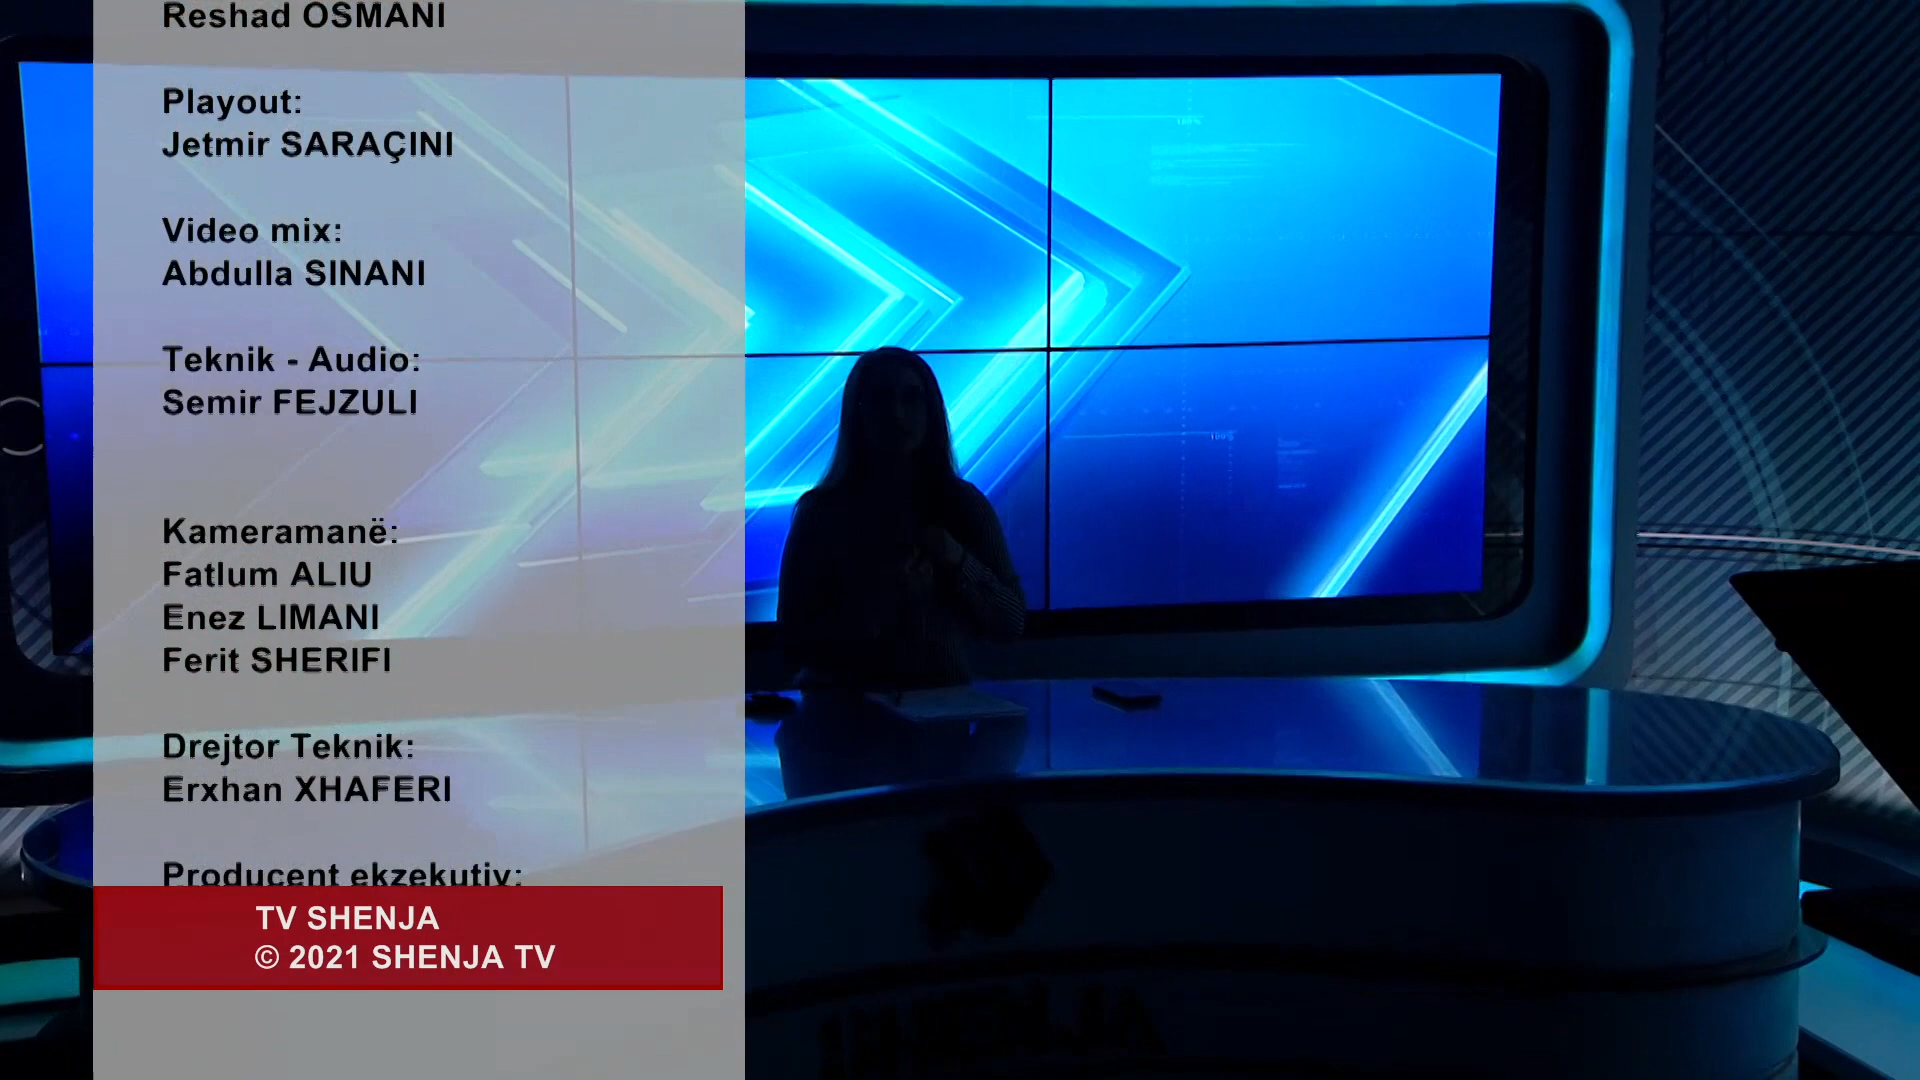 Reshad OSMANI
Playout:
Jetmir SARAÇINI
Video mix:
Abdulla SINANI
Teknik - Audio:
Semir FEJZULI
Kameramanë:
Fatlum ALIU
Enez LIMANI
Ferit SHERIFI
Drejtor Teknik:
Erxhan XHAFERI
Producent ekzekutiv:
TV SHENJA
© 2021 SHENJA TV